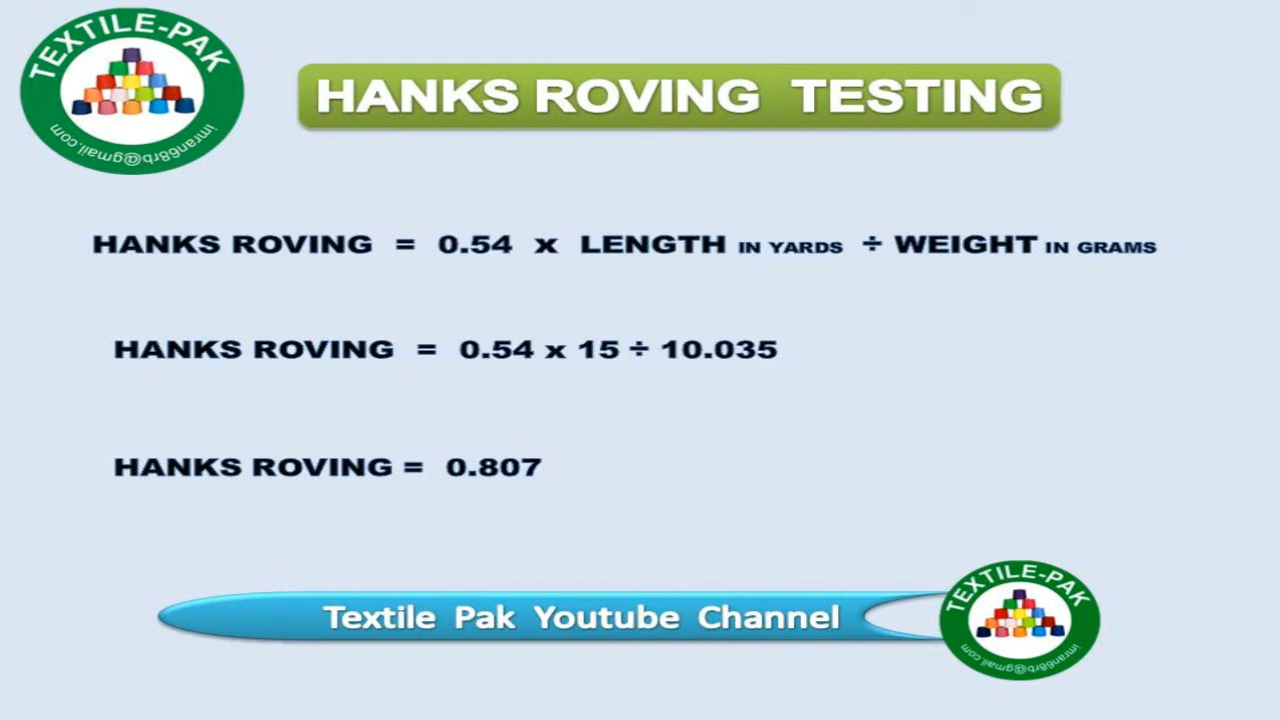 TEXTILE-PAK
imran68rb@gmail.com
HANKS ROVING TESTING
HANKS ROVING = 0.54 x LENGTH IN YARDS ÷ WEIGHT IN GRAMS
HANKS ROVING = 0.54 x 15 ÷ 10.035
HANKS ROVING = 0.807
Textile Pak Youtube Channel
TEXTILE-PAK
imran68rb@gmail.com